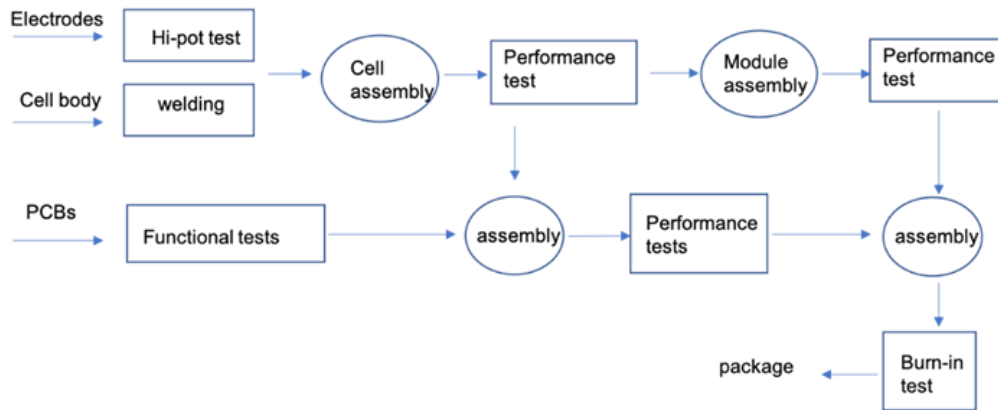 Electrodes
Hi-pot test
Cell body
welding
Cell
assembly
Performance
test
Module
assembly
Performance
test
PCBs
Functional tests
assembly
Performance
tests
assembly
package
Burn-in
test